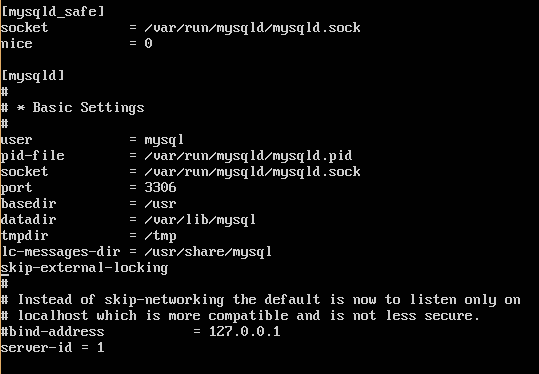 [mysqld_safe]
socket          = /var/run/mysqld/mysqld.sock
nice            = 0

[mysqld]
#
# * Basic Settings
#
user            = mysql
pid-file        = /var/run/mysqld/mysqld.pid
socket          = /var/run/mysqld/mysqld.sock
port            = 3306
basedir         = /usr
datadir         = /var/lib/mysql
tmpdir          = /tmp
lc-messages-dir = /usr/share/mysql
skip-external-locking
#
# Instead of skip-networking the default is now to listen only on
# localhost which is more compatible and is not less secure.
#bind-address           = 127.0.0.1
server-id = 1